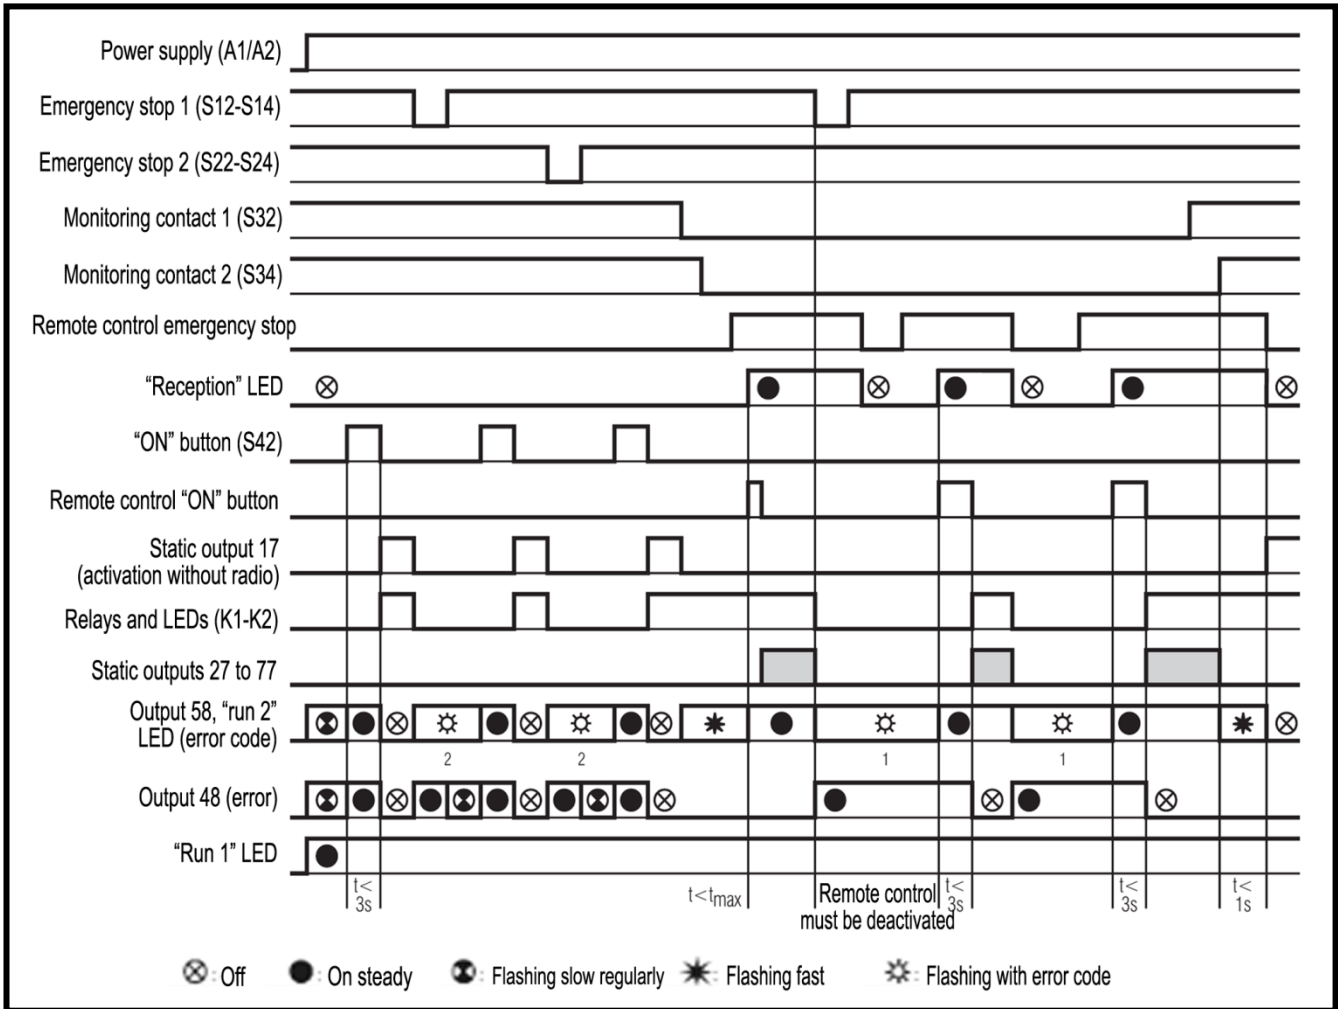 Power supply (A1/A2)
Emergency stop 1 (S12-S14)
Emergency stop 2 (S22-S24)
Monitoring contact 1 (S32)
Monitoring contact 2 (S34)
Remote control emergency stop
“Reception” LED
“ON” button (S42)
Remote control “ON” button
Static output 17
(activation without radio)
Relays and LEDs (K1-K2)
Static outputs 27 to 77
Output 58, “run 2”
LED (error code)
2 2 1 1
Output 48 (error)
“Run 1” LED
t<
3s
t<tmax
Remote control
must be deactivated
t<
3s
t<
3s
t<
1s
: Off : On steady : Flashing slow regularly : Flashing fast : Flashing with error code